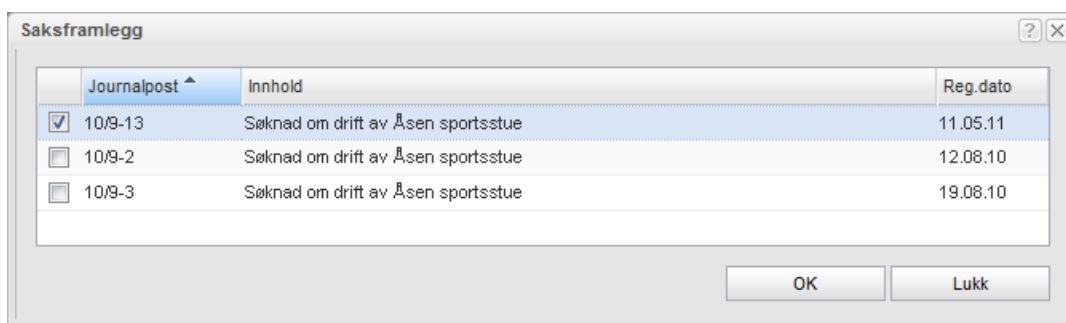 Saksframlegg
Journalpost Innhold Reg.dato
10/9-13 Søknad om drift av Åsen sportsstue 11.05.11
10/9-2 Søknad om drift av Åsen sportsstue 12.08.10
10/9-3 Søknad om drift av Åsen sportsstue 19.08.10
OK Lukk